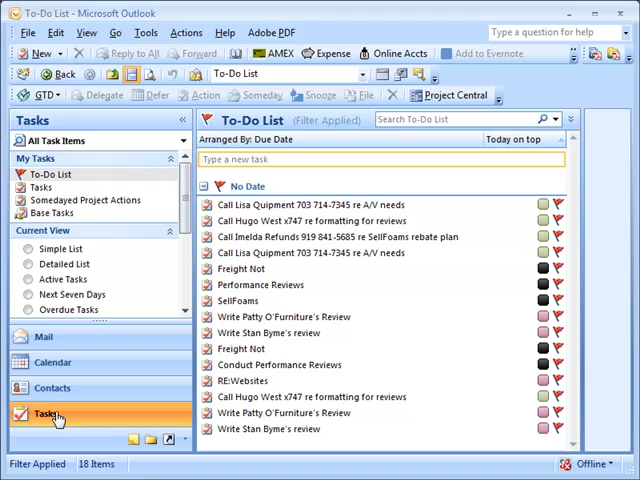 To-Do List - Microsoft Outlook
File Edit View Go Tools Actions Help Adobe PDF Type a question for help
New Reply to All Forward AMEX Expense Online Accts Add to Evernote
Back To-Do List
GTD Delegate Defer Action Someday Snooze File Project Central
Tasks
All Task Items
My Tasks
To-Do List
Tasks
Somedayed Project Actions
Base Tasks
Current View
Simple List
Detailed List
Active Tasks
Next Seven Days
Overdue Tasks
Mail
Calendar
Contacts
Tasks
To-Do List (Filter Applied) Search To-Do List
Arranged By: Due Date Today on top
Type a new task
No Date
Call Lisa Quipment 703 714-7345 re A/V needs
Call Hugo West x747 re formatting for reviews
Call Imelda Refunds 919 841-5685 re SellFoams rebate plan
Call Lisa Quipment 703 714-7345 re A/V needs
Freight Not
Performance Reviews
SellFoams
Write Patty O'Furniture's Review
Write Stan Byme's review
Freight Not
Conduct Performance Reviews
RE:Websites
Call Hugo West x747 re formatting for reviews
Write Patty O'Furniture's Review
Write Stan Byme's review
Filter Applied 18 Items Offline